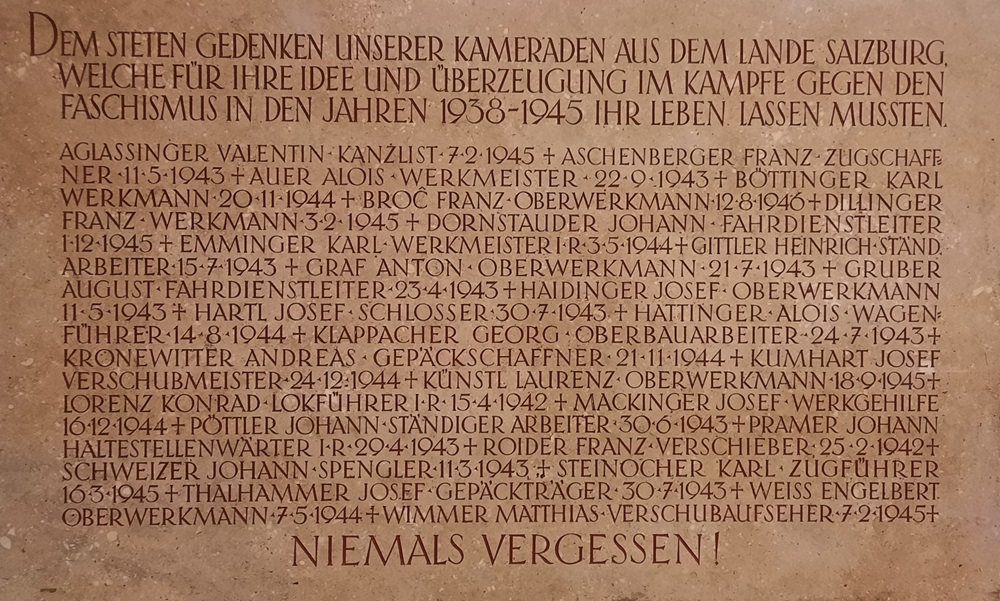 DEM STETEN GEDENKEN UNSERER KAMERADEN AUS DEM LANDE SALZBURG,
WELCHE FÜR IHRE IDEE UND ÜBERZEUGUNG IM KAMPFE GEGEN DEN
FASCHISMUS IN DEN JAHREN 1938-1945 IHR LEBEN LASSEN MUSSTEN.
AGLASSINGER VALENTIN·KANZLIST·7·2·1945 † ASCHENBERGER FRANZ·ZUGSCHAFF=
NER·11·5·1943 † AUER ALOIS·WERKMEISTER·22·9·1943 † BÖTTINGER KARL
WERKMANN·20·11·1944 † BROĈ FRANZ·OBERWERKMANN·12·8·1946 † DILLINGER
FRANZ·WERKMANN·3·2·1945 † DORNSTAUDER JOHANN·FAHRDIENSTLEITER
1·12·1945 † EMMINGER KARL·WERKMEISTER I·R·3·5·1944 † GITTLER HEINRICH·STÄND.
ARBEITER·15·7·1943 † GRAF ANTON·OBERWERKMANN·21·7·1943 † GRUBER
AUGUST·FAHRDIENSTLEITER·23·4·1943 † HAIDINGER JOSEF·OBERWERKMANN
11·5·1943 † HARTL JOSEF·SCHLOSSER·30·7·1943 † HATTINGER·ALOIS·WAGEN=
FÜHRER·14·8·1944 † KLAPPACHER GEORG·OBERBAUARBEITER·24·7·1943 †
KRONEWITTER ANDREAS·GEPÄCKSCHAFFNER·21·11·1944 † KUMHART JOSEF
VERSCHUBMEISTER·24·12·1944 † KÜNSTL LAURENZ·OBERWERKMANN·18·9·1945 †
LORENZ KONRAD·LOKFÜHRER I·R·15·4·1942 † MACKINGER JOSEF·WERKGEHILFE
16·12·1944 † PÖTTLER JOHANN·STÄNDIGER ARBEITER·30·6·1943 † PRAMER JOHANN
HALTESTELLENWÄRTER I·R·29·4·1943 † ROIDER FRANZ·VERSCHIEBER·25·2·1942 †
SCHWEIZER JOHANN·SPENGLER·11·3·1943 † STEINOCHER KARL·ZUGFÜHRER
16·3·1945 † THALHAMMER JOSEF·GEPÄCKTRÄGER·30·7·1943 † WEISS ENGELBERT
OBERWERKMANN·7·5·1944 † WIMMER MATTHIAS·VERSCHUBAUFSEHER·7·2·1945 †
NIEMALS VERGESSEN!